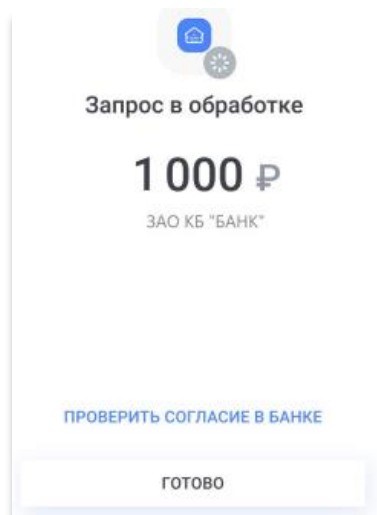 Запрос в обработке
1 000 ₽
ЗАО КБ "БАНК"
ПРОВЕРИТЬ СОГЛАСИЕ В БАНКЕ
ГОТОВО